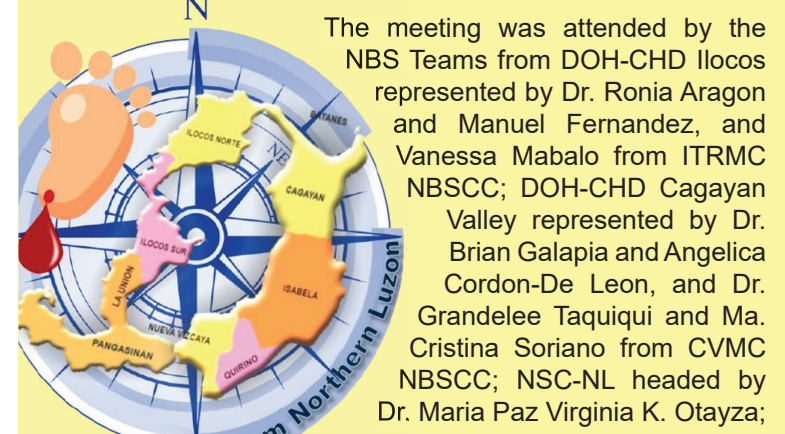 N
The meeting was attended by the
NBS Teams from DOH-CHD Ilocos
represented by Dr. Ronia Aragon
and Manuel Fernandez, and
Vanessa Mabalo from ITRMC
NBSCC; DOH-CHD Cagayan
Valley represented by Dr.
Brian Galapia and Angelica
Cordon-De Leon, and Dr.
Grandelee Taquiqui and Ma.
Cristina Soriano from CVMC
NBSCC; NSC-NL headed by
Dr. Maria Paz Virginia K. Otayza;
BATANES
ILOCOS NORTE
NE
CAGAYAN
ILOCOS SUR
LA UNION
ISABELA
NUEVA VIZCAYA
PANGASINAN
QUIRINO
m Northern Luzon